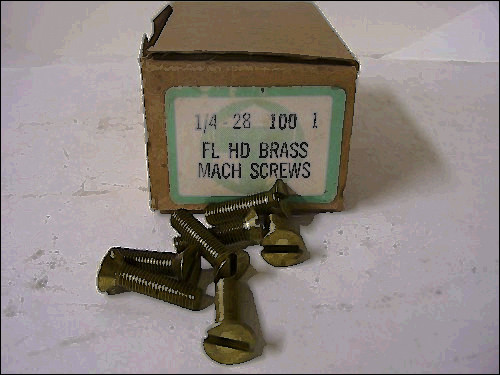 1/4-28 100 1
FL HD BRASS
MACH SCREWS